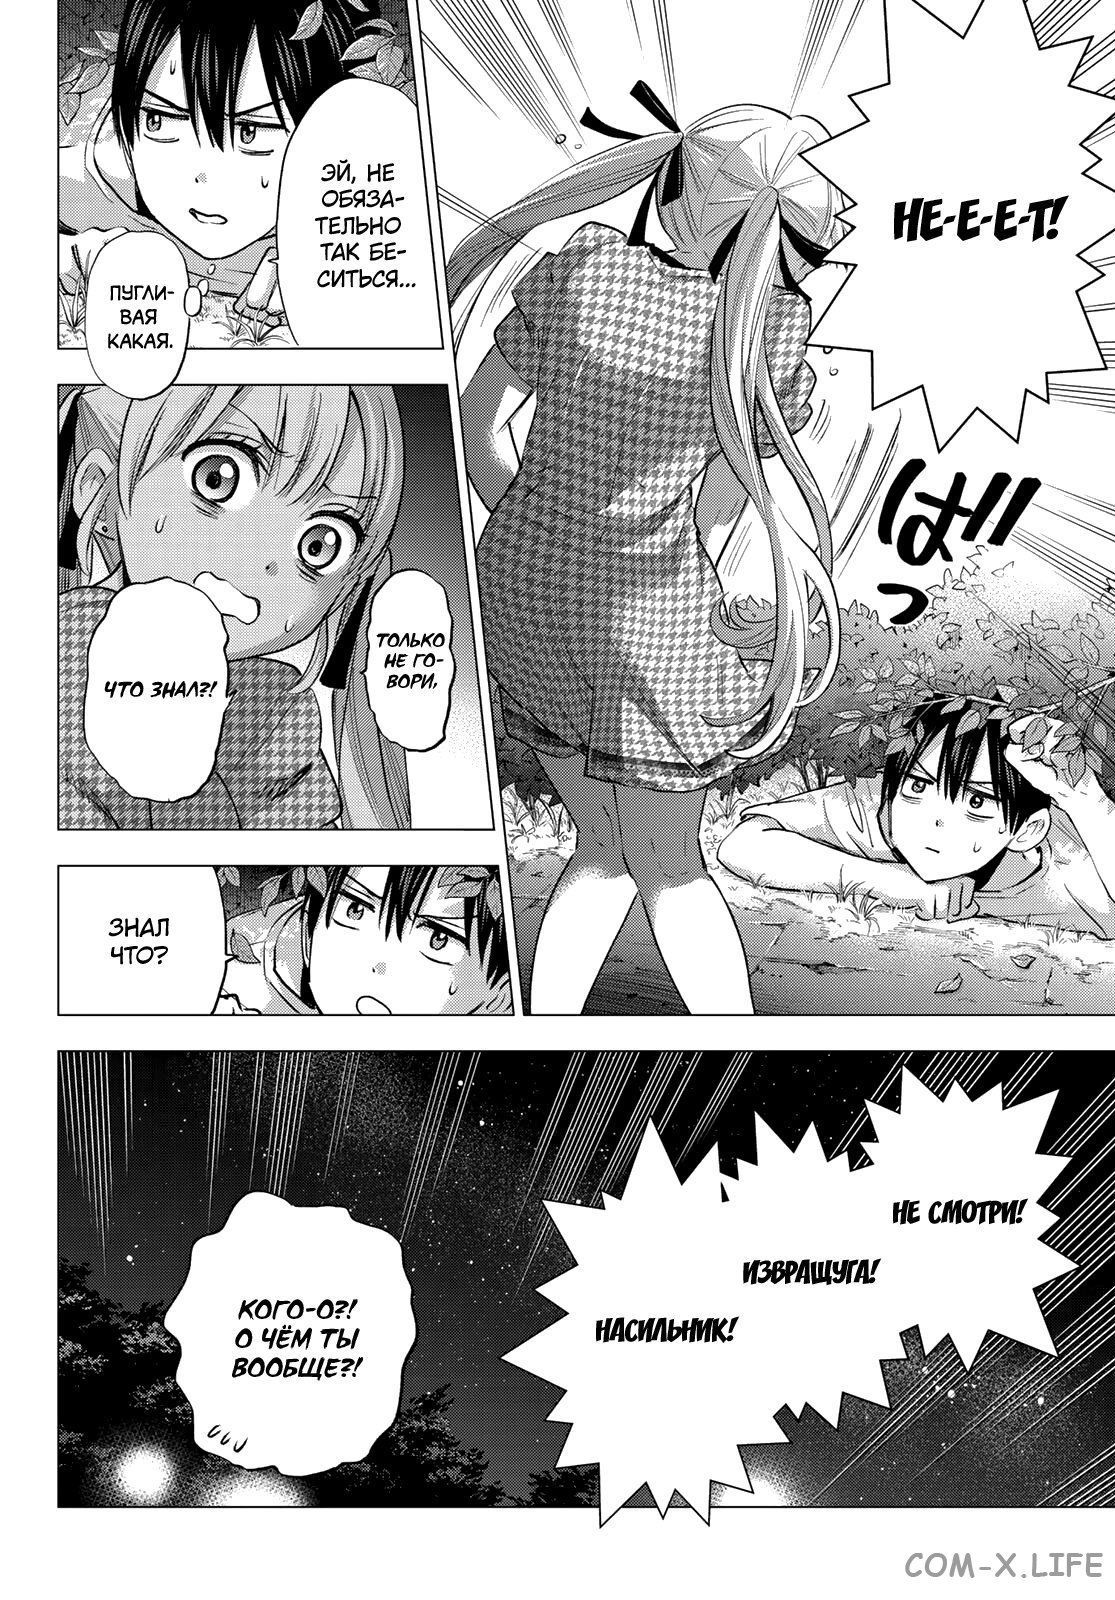 НЕ-Е-Е-Т!
ばっ
ЭЙ, НЕ
ОБЯЗА-
ТЕЛЬНО
ТАК БЕ-
СИТЬСЯ...
ПУГЛИ-
ВАЯ
КАКАЯ.
ТОЛЬКО
НЕ ГО-
ВОРИ,
ЧТО ЗНАЛ?!
ЗНАЛ
ЧТО?
НЕ СМОТРИ!
ИЗВРАЩУГА!
НАСИЛЬНИК!
КОГО-О?!
О ЧЁМ ТЫ
ВООБЩЕ?!
COM-X.LIFE